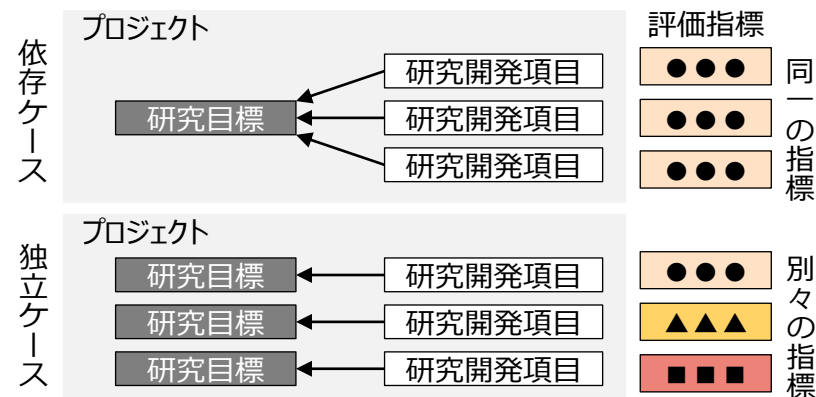 プロジェクト
評価指標
依存ケース
研究目標
研究開発項目
研究開発項目
研究開発項目
●●●
●●●
●●●
同一の指標
プロジェクト
独立ケース
研究目標
研究開発項目
●●●
研究目標
研究開発項目
▲▲▲
研究目標
研究開発項目
■■■
別々の指標